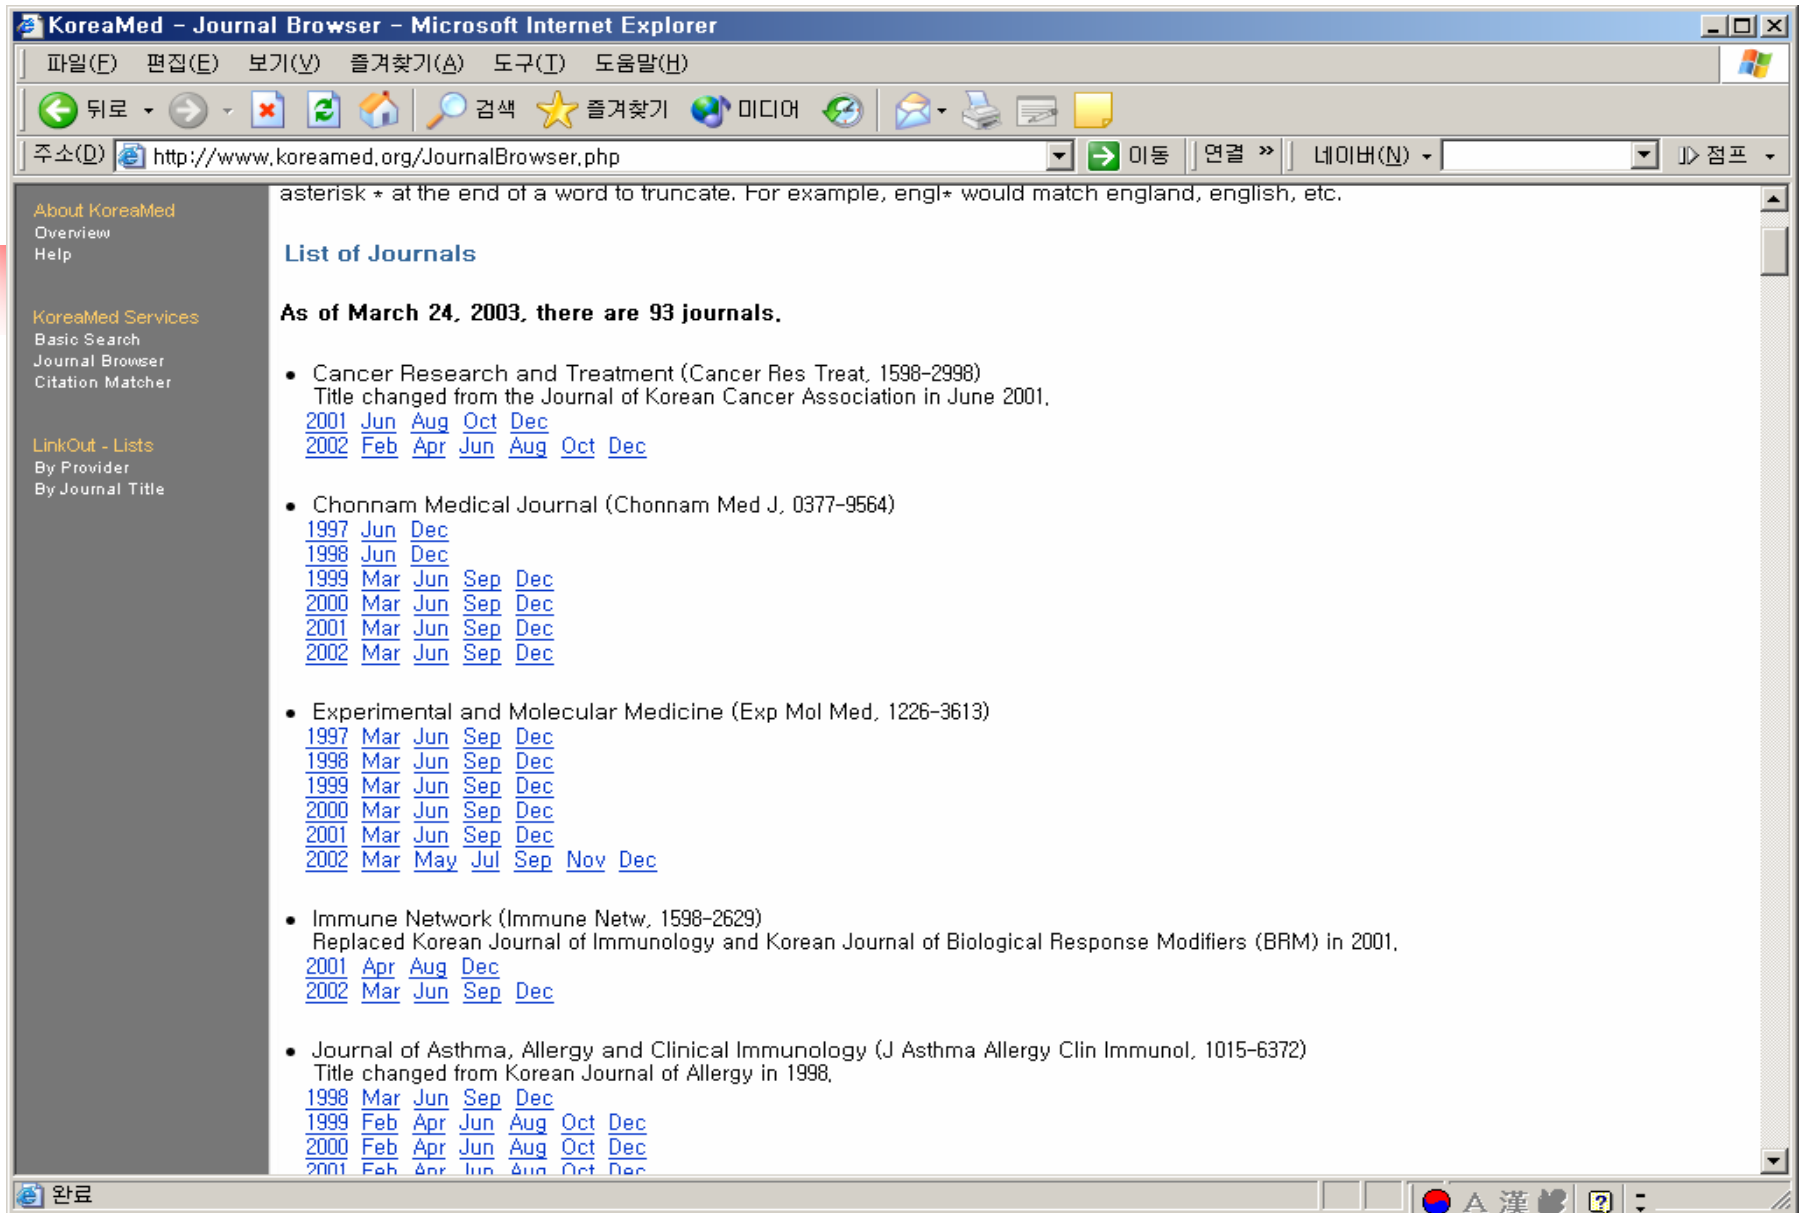 KoreaMed - Journal Browser - Microsoft Internet Explorer
파일(F) 편집(E) 보기(V) 즐겨찾기(A) 도구(T) 도움말(H)
뒤로 검색 즐겨찾기 미디어
주소(D) http://www.koreamed.org/JournalBrowser.php 이동 연결 » 네이버(N) 점프
asterisk * at the end of a word to truncate. For example, engl* would match england, english, etc.
About KoreaMed
Overview
Help
KoreaMed Services
Basic Search
Journal Browser
Citation Matcher
LinkOut - Lists
By Provider
By Journal Title
List of Journals
As of March 24, 2003, there are 93 journals.
• Cancer Research and Treatment (Cancer Res Treat, 1598-2998)
Title changed from the Journal of Korean Cancer Association in June 2001.
2001 Jun Aug Oct Dec
2002 Feb Apr Jun Aug Oct Dec
• Chonnam Medical Journal (Chonnam Med J, 0377-9564)
1997 Jun Dec
1998 Jun Dec
1999 Mar Jun Sep Dec
2000 Mar Jun Sep Dec
2001 Mar Jun Sep Dec
2002 Mar Jun Sep Dec
• Experimental and Molecular Medicine (Exp Mol Med, 1226-3613)
1997 Mar Jun Sep Dec
1998 Mar Jun Sep Dec
1999 Mar Jun Sep Dec
2000 Mar Jun Sep Dec
2001 Mar Jun Sep Dec
2002 Mar May Jul Sep Nov Dec
• Immune Network (Immune Netw, 1598-2629)
Replaced Korean Journal of Immunology and Korean Journal of Biological Response Modifiers (BRM) in 2001.
2001 Apr Aug Dec
2002 Mar Jun Sep Dec
• Journal of Asthma, Allergy and Clinical Immunology (J Asthma Allergy Clin Immunol, 1015-6372)
Title changed from Korean Journal of Allergy in 1998.
1998 Mar Jun Sep Dec
1999 Feb Apr Jun Aug Oct Dec
2000 Feb Apr Jun Aug Oct Dec
2001 Feb Apr Jun Aug Oct Dec
완료 A 漢